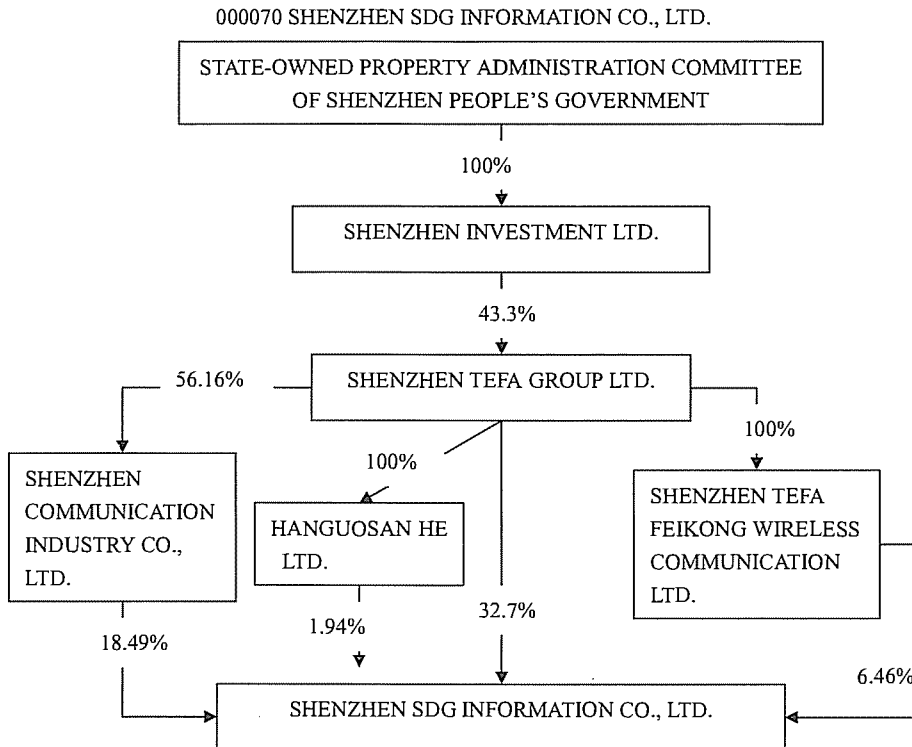 000070 SHENZHEN SDG INFORMATION CO., LTD.
STATE-OWNED PROPERTY ADMINISTRATION COMMITTEE
OF SHENZHEN PEOPLE'S GOVERNMENT
100%
SHENZHEN INVESTMENT LTD.
43.3%
SHENZHEN TEFA GROUP LTD.
56.16%
100%
100%
SHENZHEN
COMMUNICATION
INDUSTRY CO.,
LTD.
HANGUOSAN HE
LTD.
SHENZHEN TEFA
FEIKONG WIRELESS
COMMUNICATION
LTD.
18.49%
1.94%
32.7%
6.46%
SHENZHEN SDG INFORMATION CO., LTD.